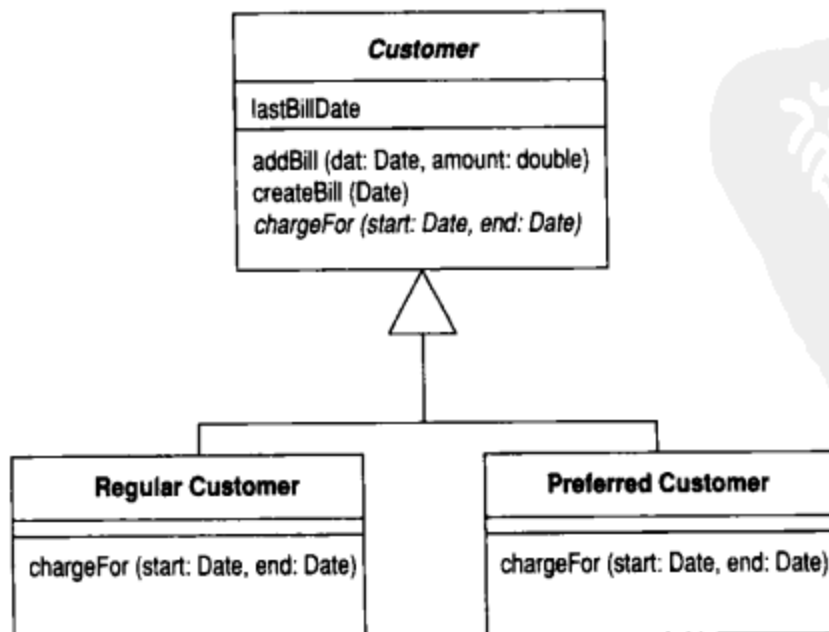 Customer
lastBillDate
addBill (dat: Date, amount: double)
createBill (Date)
chargeFor (start: Date, end: Date)
Regular Customer
chargeFor (start: Date, end: Date)
Preferred Customer
chargeFor (start: Date, end: Date)